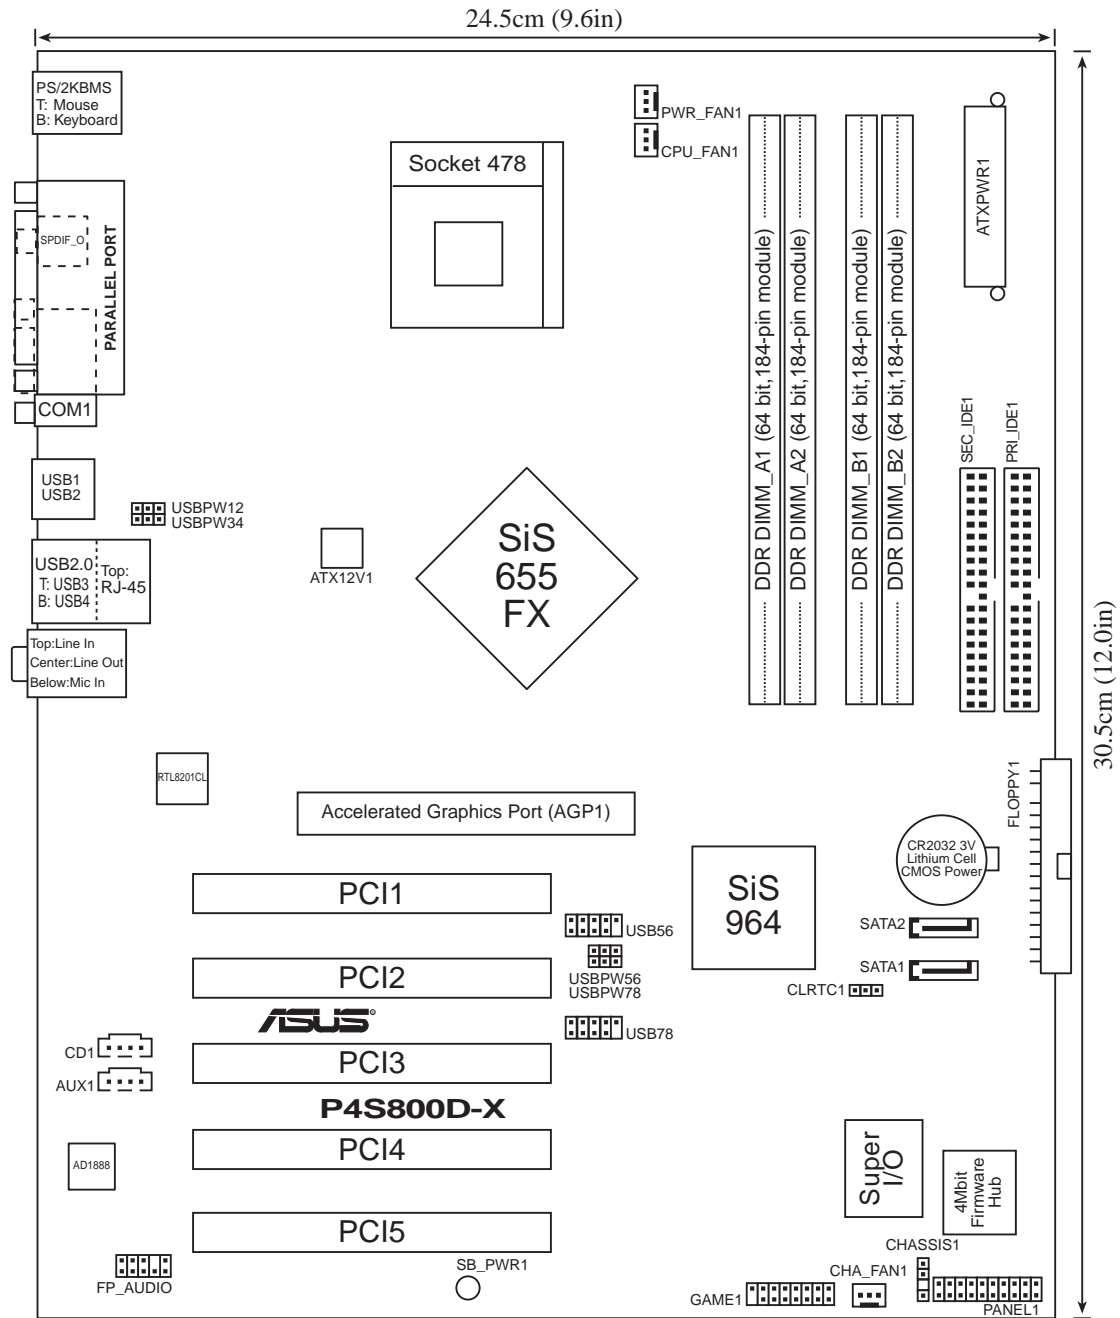 24.5cm (9.6in)
PS/2KBMS
T: Mouse
B: Keyboard
PWR_FAN1
CPU_FAN1
Socket 478
ATXPWR1
SPDIF_O
PARALLEL PORT
COM1
DDR DIMM_A1 (64 bit,184-pin module)
DDR DIMM_A2 (64 bit,184-pin module)
DDR DIMM_B1 (64 bit,184-pin module)
DDR DIMM_B2 (64 bit,184-pin module)
SEC_IDE1
PRI_IDE1
USB1
USB2
USBPW12
USBPW34
ATX12V1
SiS
655
FX
USB2.0
T: USB3
B: USB4
Top:
RJ-45
Top:Line In
Center:Line Out
Below:Mic In
30.5cm (12.0in)
RTL8201CL
Accelerated Graphics Port (AGP1)
FLOPPY1
CR2032 3V
Lithium Cell
CMOS Power
SiS
964
PCI1
USB56
SATA2
PCI2
USBPW56
USBPW78
SATA1
CLRTC1
ASUS®
USB78
CD1
PCI3
AUX1
P4S800D-X
PCI4
AD1888
Super
I/O
4Mbit
Firmware
Hub
PCI5
CHASSIS1
SB_PWR1
CHA_FAN1
FP_AUDIO
GAME1
PANEL1